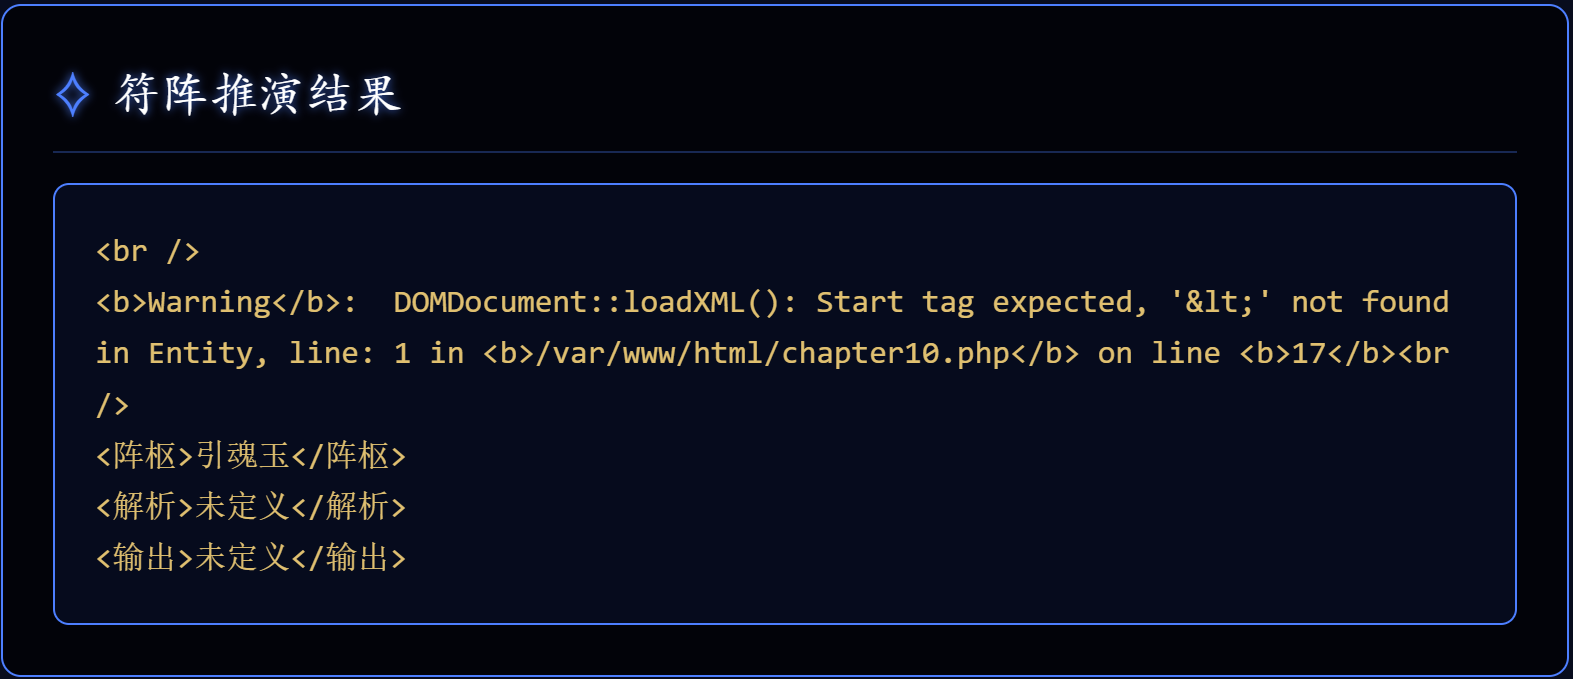 符阵推演结果
<br />
<b>Warning</b>:  DOMDocument::loadXML(): Start tag expected, '&lt;' not found
in Entity, line: 1 in <b>/var/www/html/chapter10.php</b> on line <b>17</b><br
/>
<阵枢>引魂玉</阵枢>
<解析>未定义</解析>
<输出>未定义</输出>